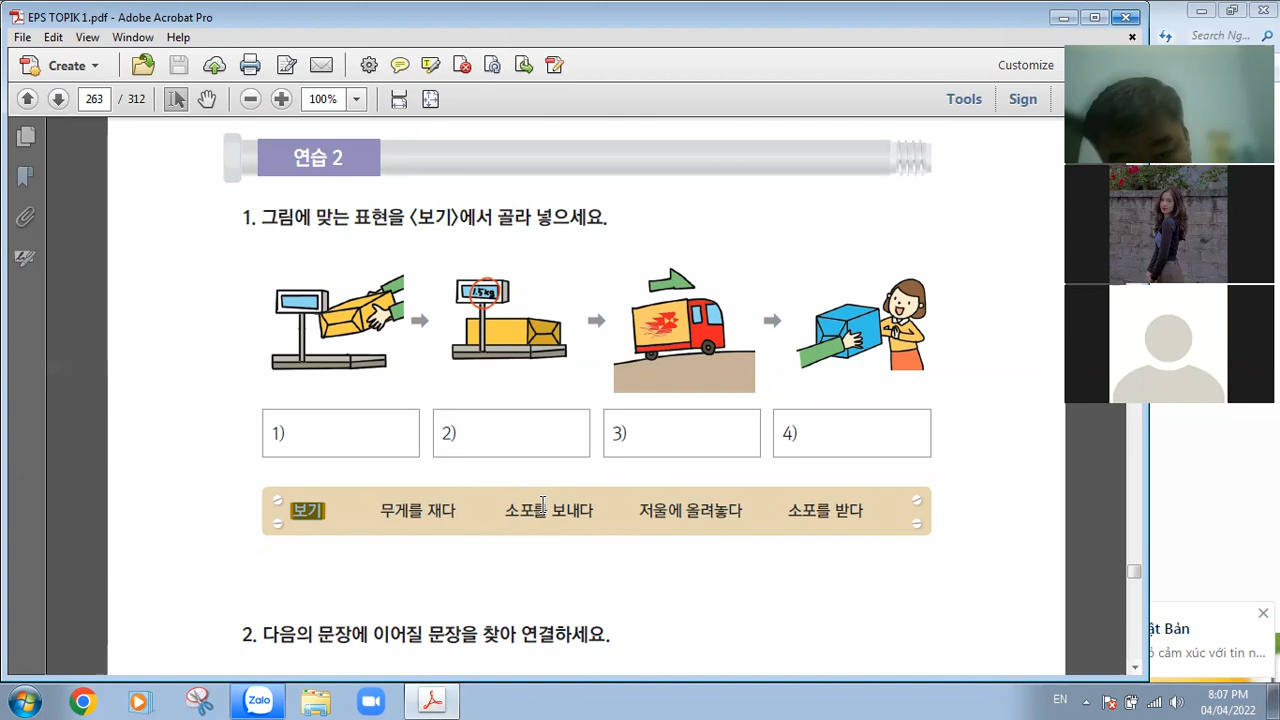 EPS TOPIK 1.pdf - Adobe Acrobat Pro
File Edit View Window Help
Search Ng...
Create
Customize
263 / 312
100%
Tools Sign
연습 2
1. 그림에 맞는 표현을 〈보기〉에서 골라 넣으세요.
1.5kg
1) 2) 3) 4)
보기 무게를 재다 소포를 보내다 저울에 올려놓다 소포를 받다
2. 다음의 문장에 이어질 문장을 찾아 연결하세요.
ật Bản
cảm xúc với tin n...
Zalo
EN
8:07 PM
04/04/2022